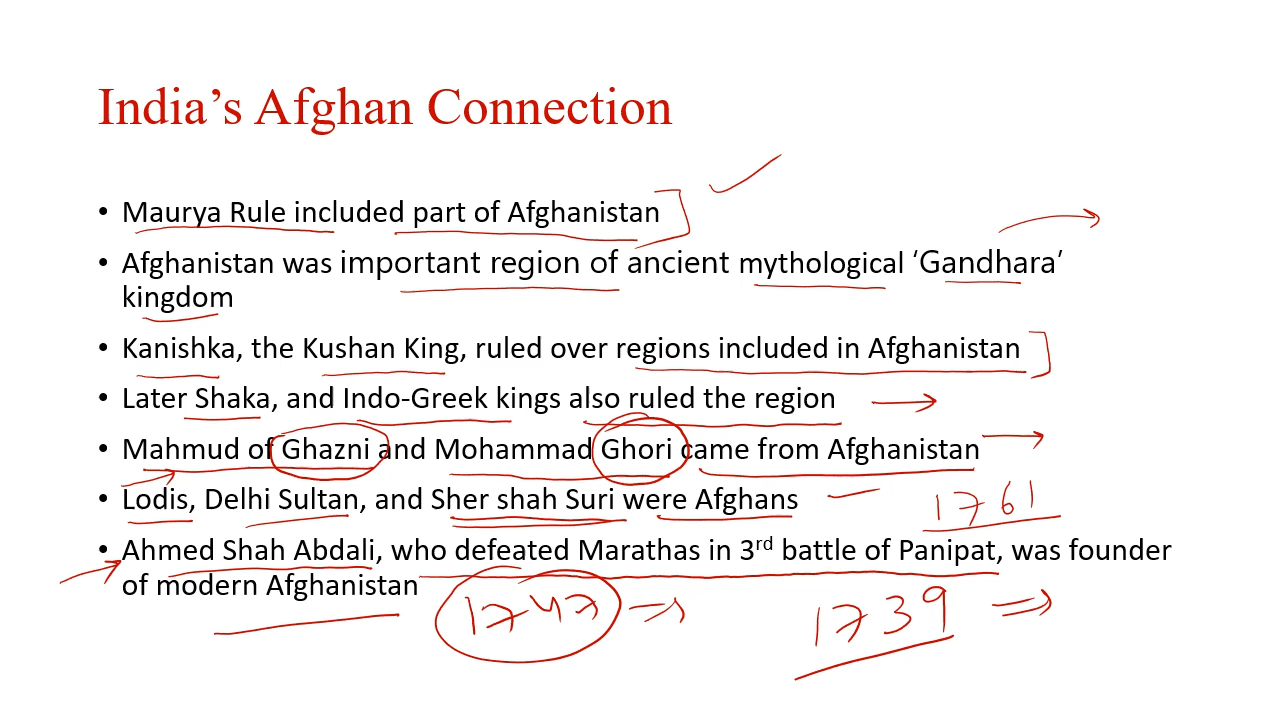 India’s Afghan Connection
• Maurya Rule included part of Afghanistan
• Afghanistan was important region of ancient mythological ‘Gandhara’
kingdom
• Kanishka, the Kushan King, ruled over regions included in Afghanistan
• Later Shaka, and Indo-Greek kings also ruled the region
• Mahmud of Ghazni and Mohammad Ghori came from Afghanistan
• Lodis, Delhi Sultan, and Sher shah Suri were Afghans
1761
• Ahmed Shah Abdali, who defeated Marathas in 3rd battle of Panipat, was founder
of modern Afghanistan
1747 1739